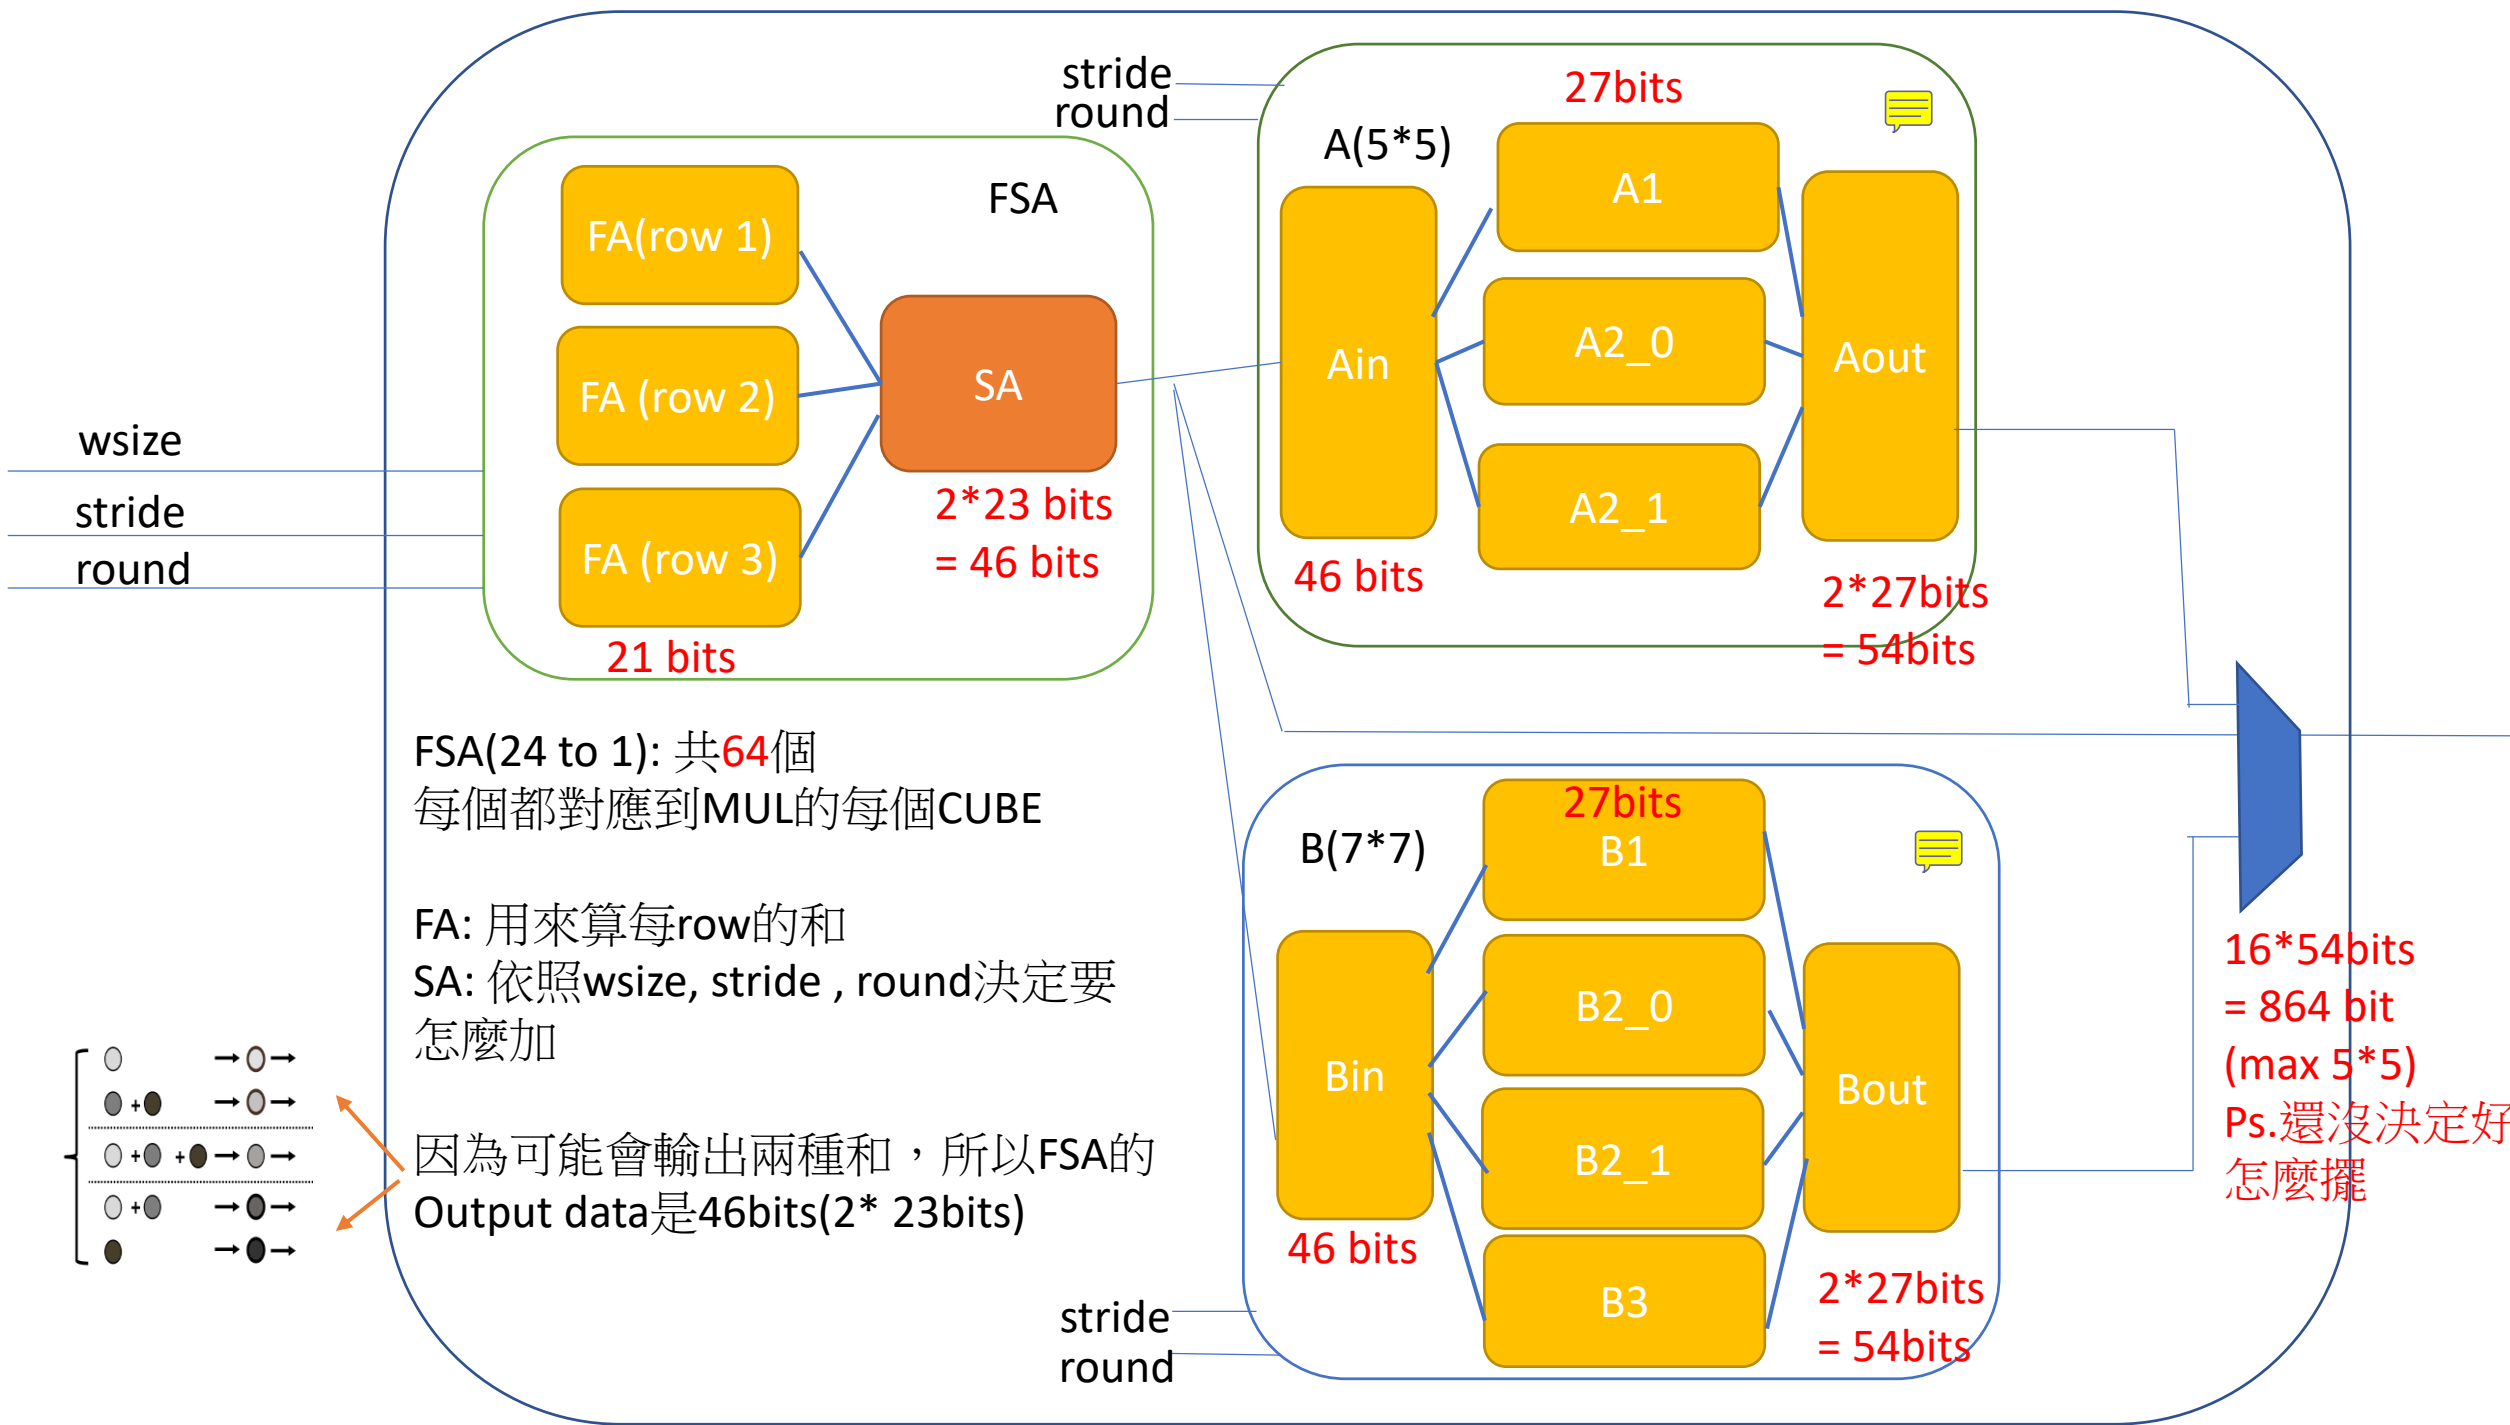 wsize
stride
round
FSA
FA(row 1)
FA (row 2)
FA (row 3)
21 bits
SA
2*23 bits
= 46 bits
stride
round
A(5*5)
27bits
Ain
A1
A2_0
A2_1
Aout
46 bits
2*27bits
= 54bits
FSA(24 to 1): 共64個
每個都對應到MUL的每個CUBE
FA: 用來算每row的和
SA: 依照wsize, stride , round決定要
怎麼加
因為可能會輸出兩種和，所以FSA的
Output data是46bits(2* 23bits)
+
+ +
+
B(7*7)
27bits
B1
B2_0
B2_1
B3
Bin
Bout
46 bits
2*27bits
= 54bits
stride
round
16*54bits
= 864 bit
(max 5*5)
Ps.還沒決定好
怎麼擺